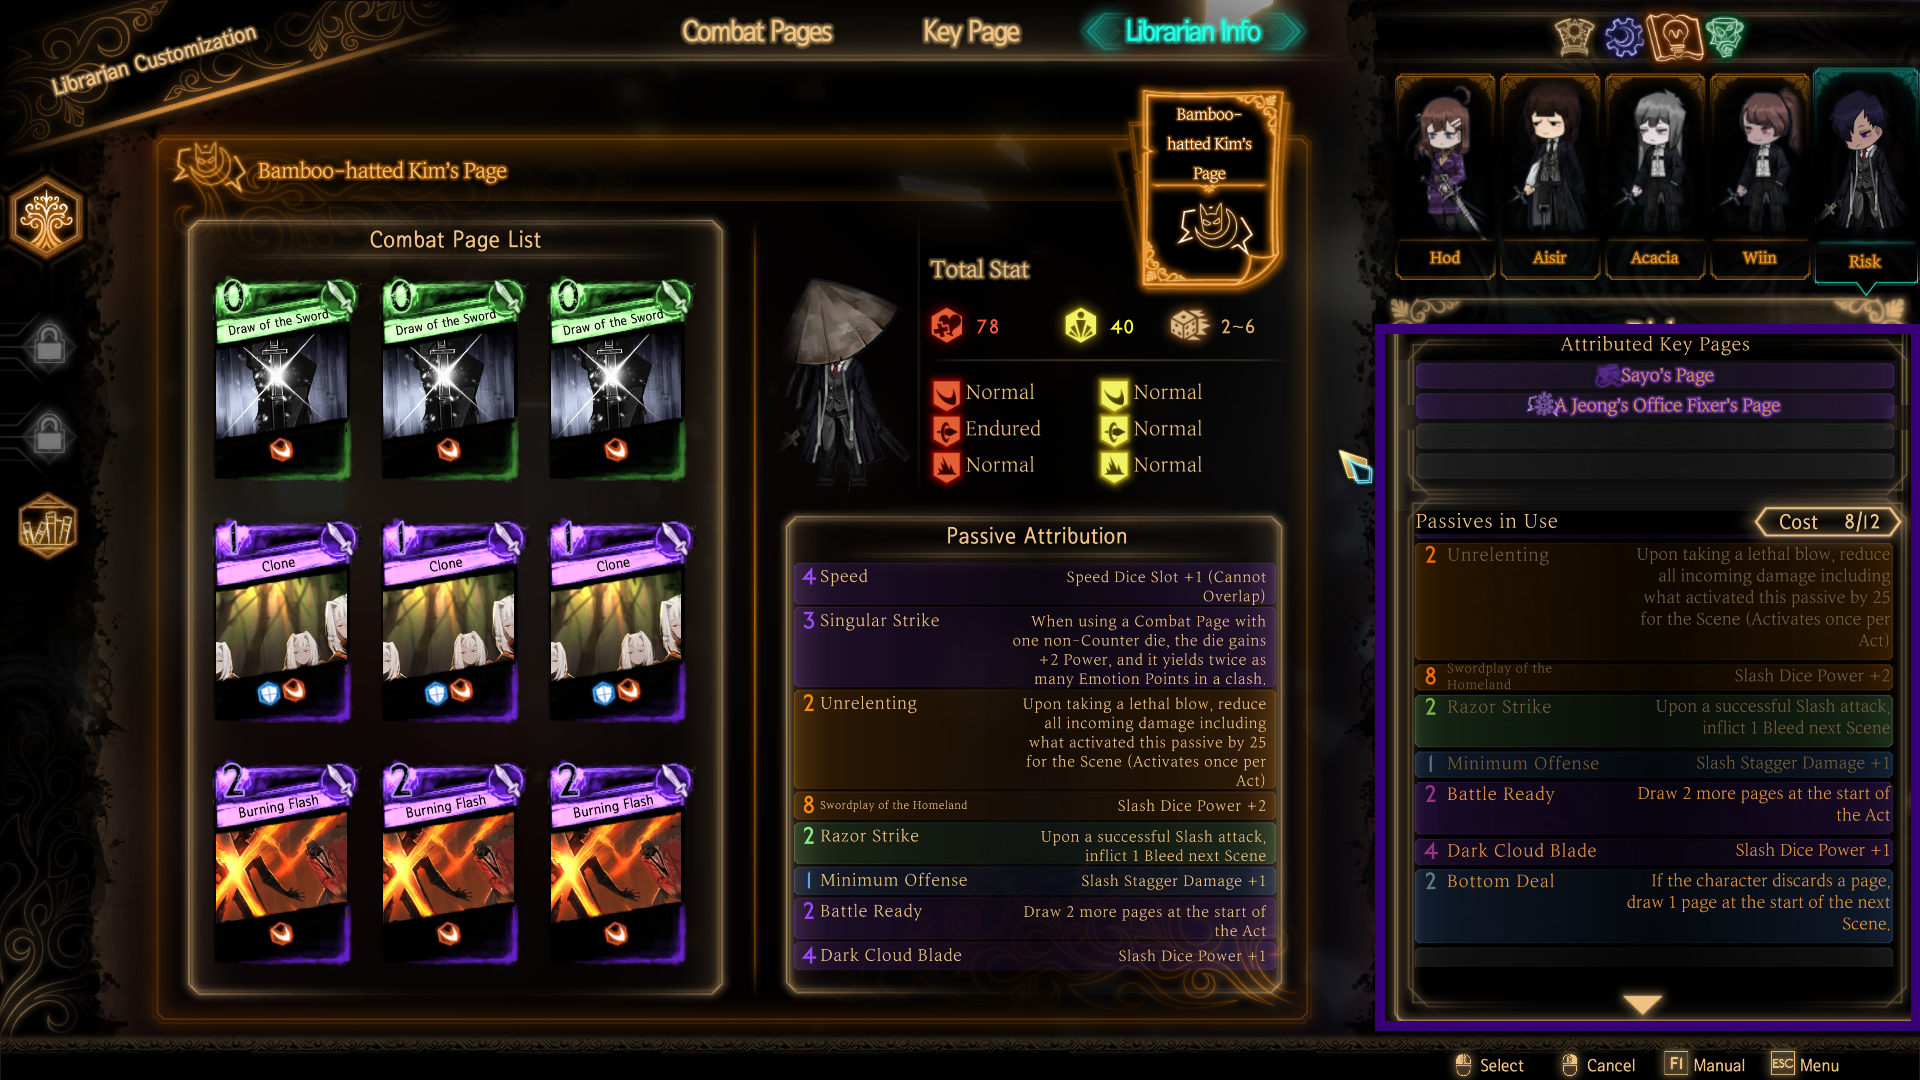 Librarian Customization
Combat Pages
Key Page
Librarian Info
Bamboo-hatted Kim's Page
Bamboo-
hatted Kim's
Page
Combat Page List
0
Draw of the Sword
0
Draw of the Sword
0
Draw of the Sword
1
Clone
1
Clone
1
Clone
2
Burning Flash
2
Burning Flash
2
Burning Flash
Total Stat
78
40
2~6
Normal
Normal
Endured
Normal
Normal
Normal
Passive Attribution
4 Speed Speed Dice Slot +1 (Cannot
Overlap)
3 Singular Strike When using a Combat Page with
one non-Counter die, the die gains
+2 Power, and it yields twice as
many Emotion Points in a clash.
2 Unrelenting Upon taking a lethal blow, reduce
all incoming damage including
what activated this passive by 25
for the Scene (Activates once per
Act)
8 Swordplay of the Homeland Slash Dice Power +2
2 Razor Strike Upon a successful Slash attack,
inflict 1 Bleed next Scene
1 Minimum Offense Slash Stagger Damage +1
2 Battle Ready Draw 2 more pages at the start of
the Act
4 Dark Cloud Blade Slash Dice Power +1
Hod
Aisir
Acacia
Wiin
Risk
Attributed Key Pages
Sayo's Page
A Jeong's Office Fixer's Page
Passives in Use
Cost 8/12
2 Unrelenting Upon taking a lethal blow, reduce
all incoming damage including
what activated this passive by 25
for the Scene (Activates once per
Act)
8 Swordplay of the
Homeland Slash Dice Power +2
2 Razor Strike Upon a successful Slash attack,
inflict 1 Bleed next Scene
1 Minimum Offense Slash Stagger Damage +1
2 Battle Ready Draw 2 more pages at the start of
the Act
4 Dark Cloud Blade Slash Dice Power +1
2 Bottom Deal If the character discards a page,
draw 1 page at the start of the next
Scene.
Select
Cancel
F1 Manual
ESC Menu